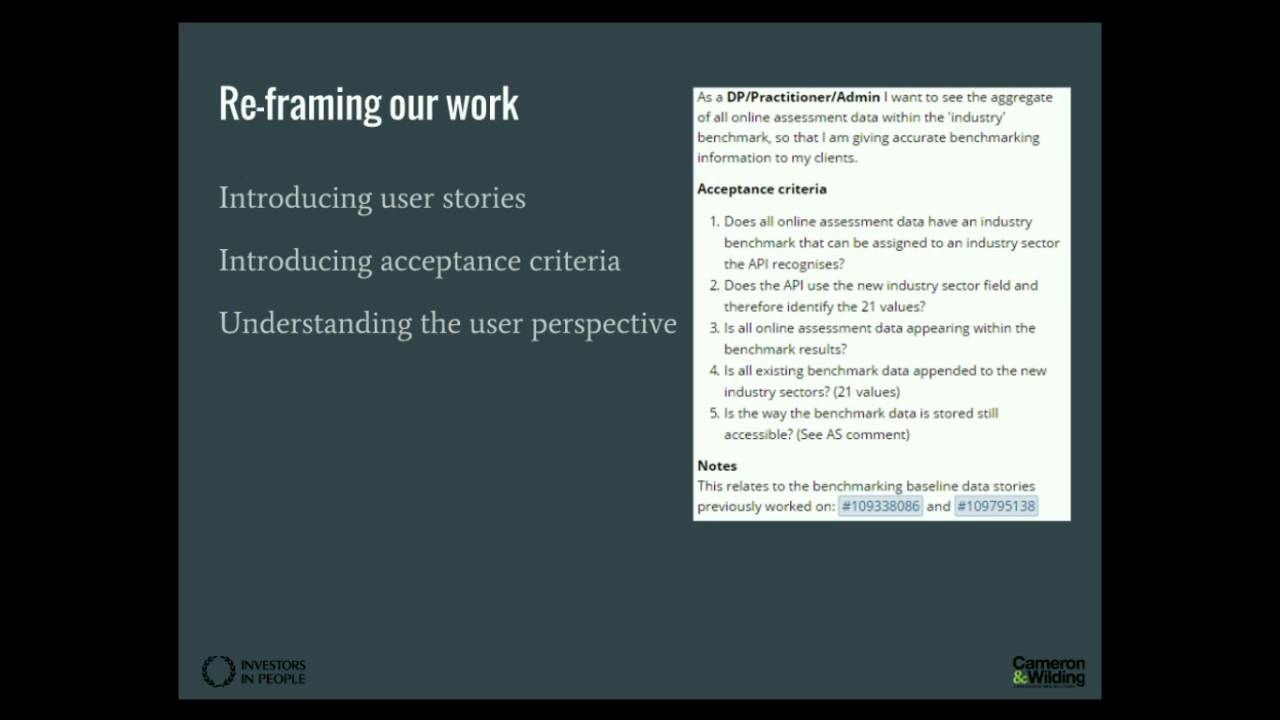 Re-framing our work
Introducing user stories
Introducing acceptance criteria
Understanding the user perspective
As a DP/Practitioner/Admin I want to see the aggregate
of all online assessment data within the 'industry'
benchmark, so that I am giving accurate benchmarking
information to my clients.
Acceptance criteria
1. Does all online assessment data have an industry
benchmark that can be assigned to an industry sector
the API recognises?
2. Does the API use the new industry sector field and
therefore identify the 21 values?
3. Is all online assessment data appearing within the
benchmark results?
4. Is all existing benchmark data appended to the new
industry sectors? (21 values)
5. Is the way the benchmark data is stored still
accessible? (See AS comment)
Notes
This relates to the benchmarking baseline data stories
previously worked on: #109338086 and #109795138
INVESTORS
IN PEOPLE
Cameron
&Wilding